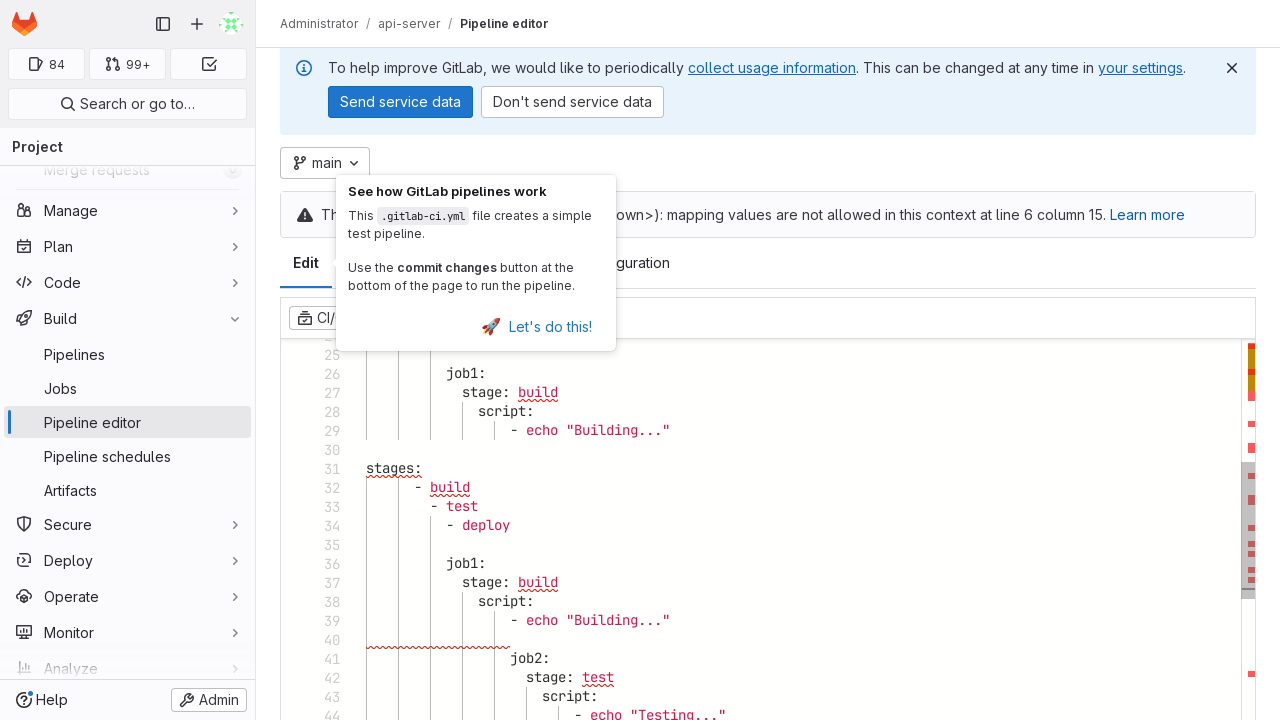 Administrator / api-server / Pipeline editor
84
99+
Search or go to…
Project
Merge requests
Manage
Plan
Code
Build
Pipelines
Jobs
Pipeline editor
Pipeline schedules
Artifacts
Secure
Deploy
Operate
Monitor
Analyze
Help
Admin
To help improve GitLab, we would like to periodically collect usage information. This can be changed at any time in your settings.
Send service data
Don't send service data
main
own>): mapping values are not allowed in this context at line 6 column 15. Learn more
See how GitLab pipelines work
This .gitlab-ci.yml file creates a simple
test pipeline.
Use the commit changes button at the
bottom of the page to run the pipeline.
🚀 Let's do this!
Edit
guration
CI/
25
26 job1:
27 stage: build
28 script:
29 - echo "Building..."
30
31 stages:
32 - build
33 - test
34 - deploy
35
36 job1:
37 stage: build
38 script:
39 - echo "Building..."
40
41 job2:
42 stage: test
43 script:
44 - echo "Testing..."